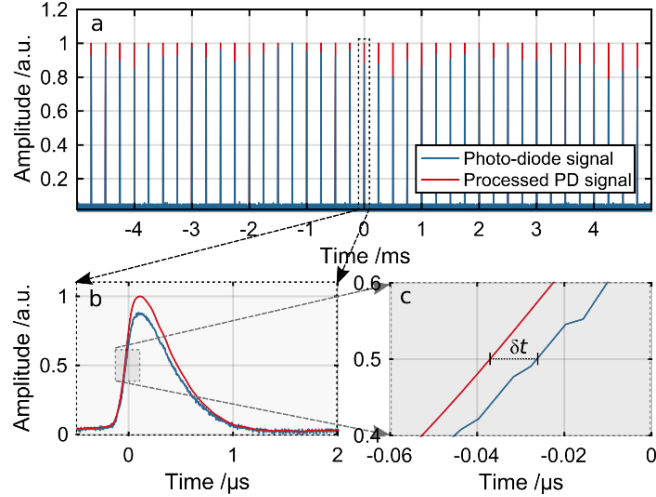 a
Amplitude /a.u.
1.2
1
0.8
0.6
0.4
0.2
Photo-diode signal
Processed PD signal
-4 -3 -2 -1 0 1 2 3 4
Time /ms
b
Amplitude /a.u.
1
0.5
0
0 1 2
Time /µs
c
0.6
0.5
0.4
δt
-0.06 -0.04 -0.02 0
Time /µs